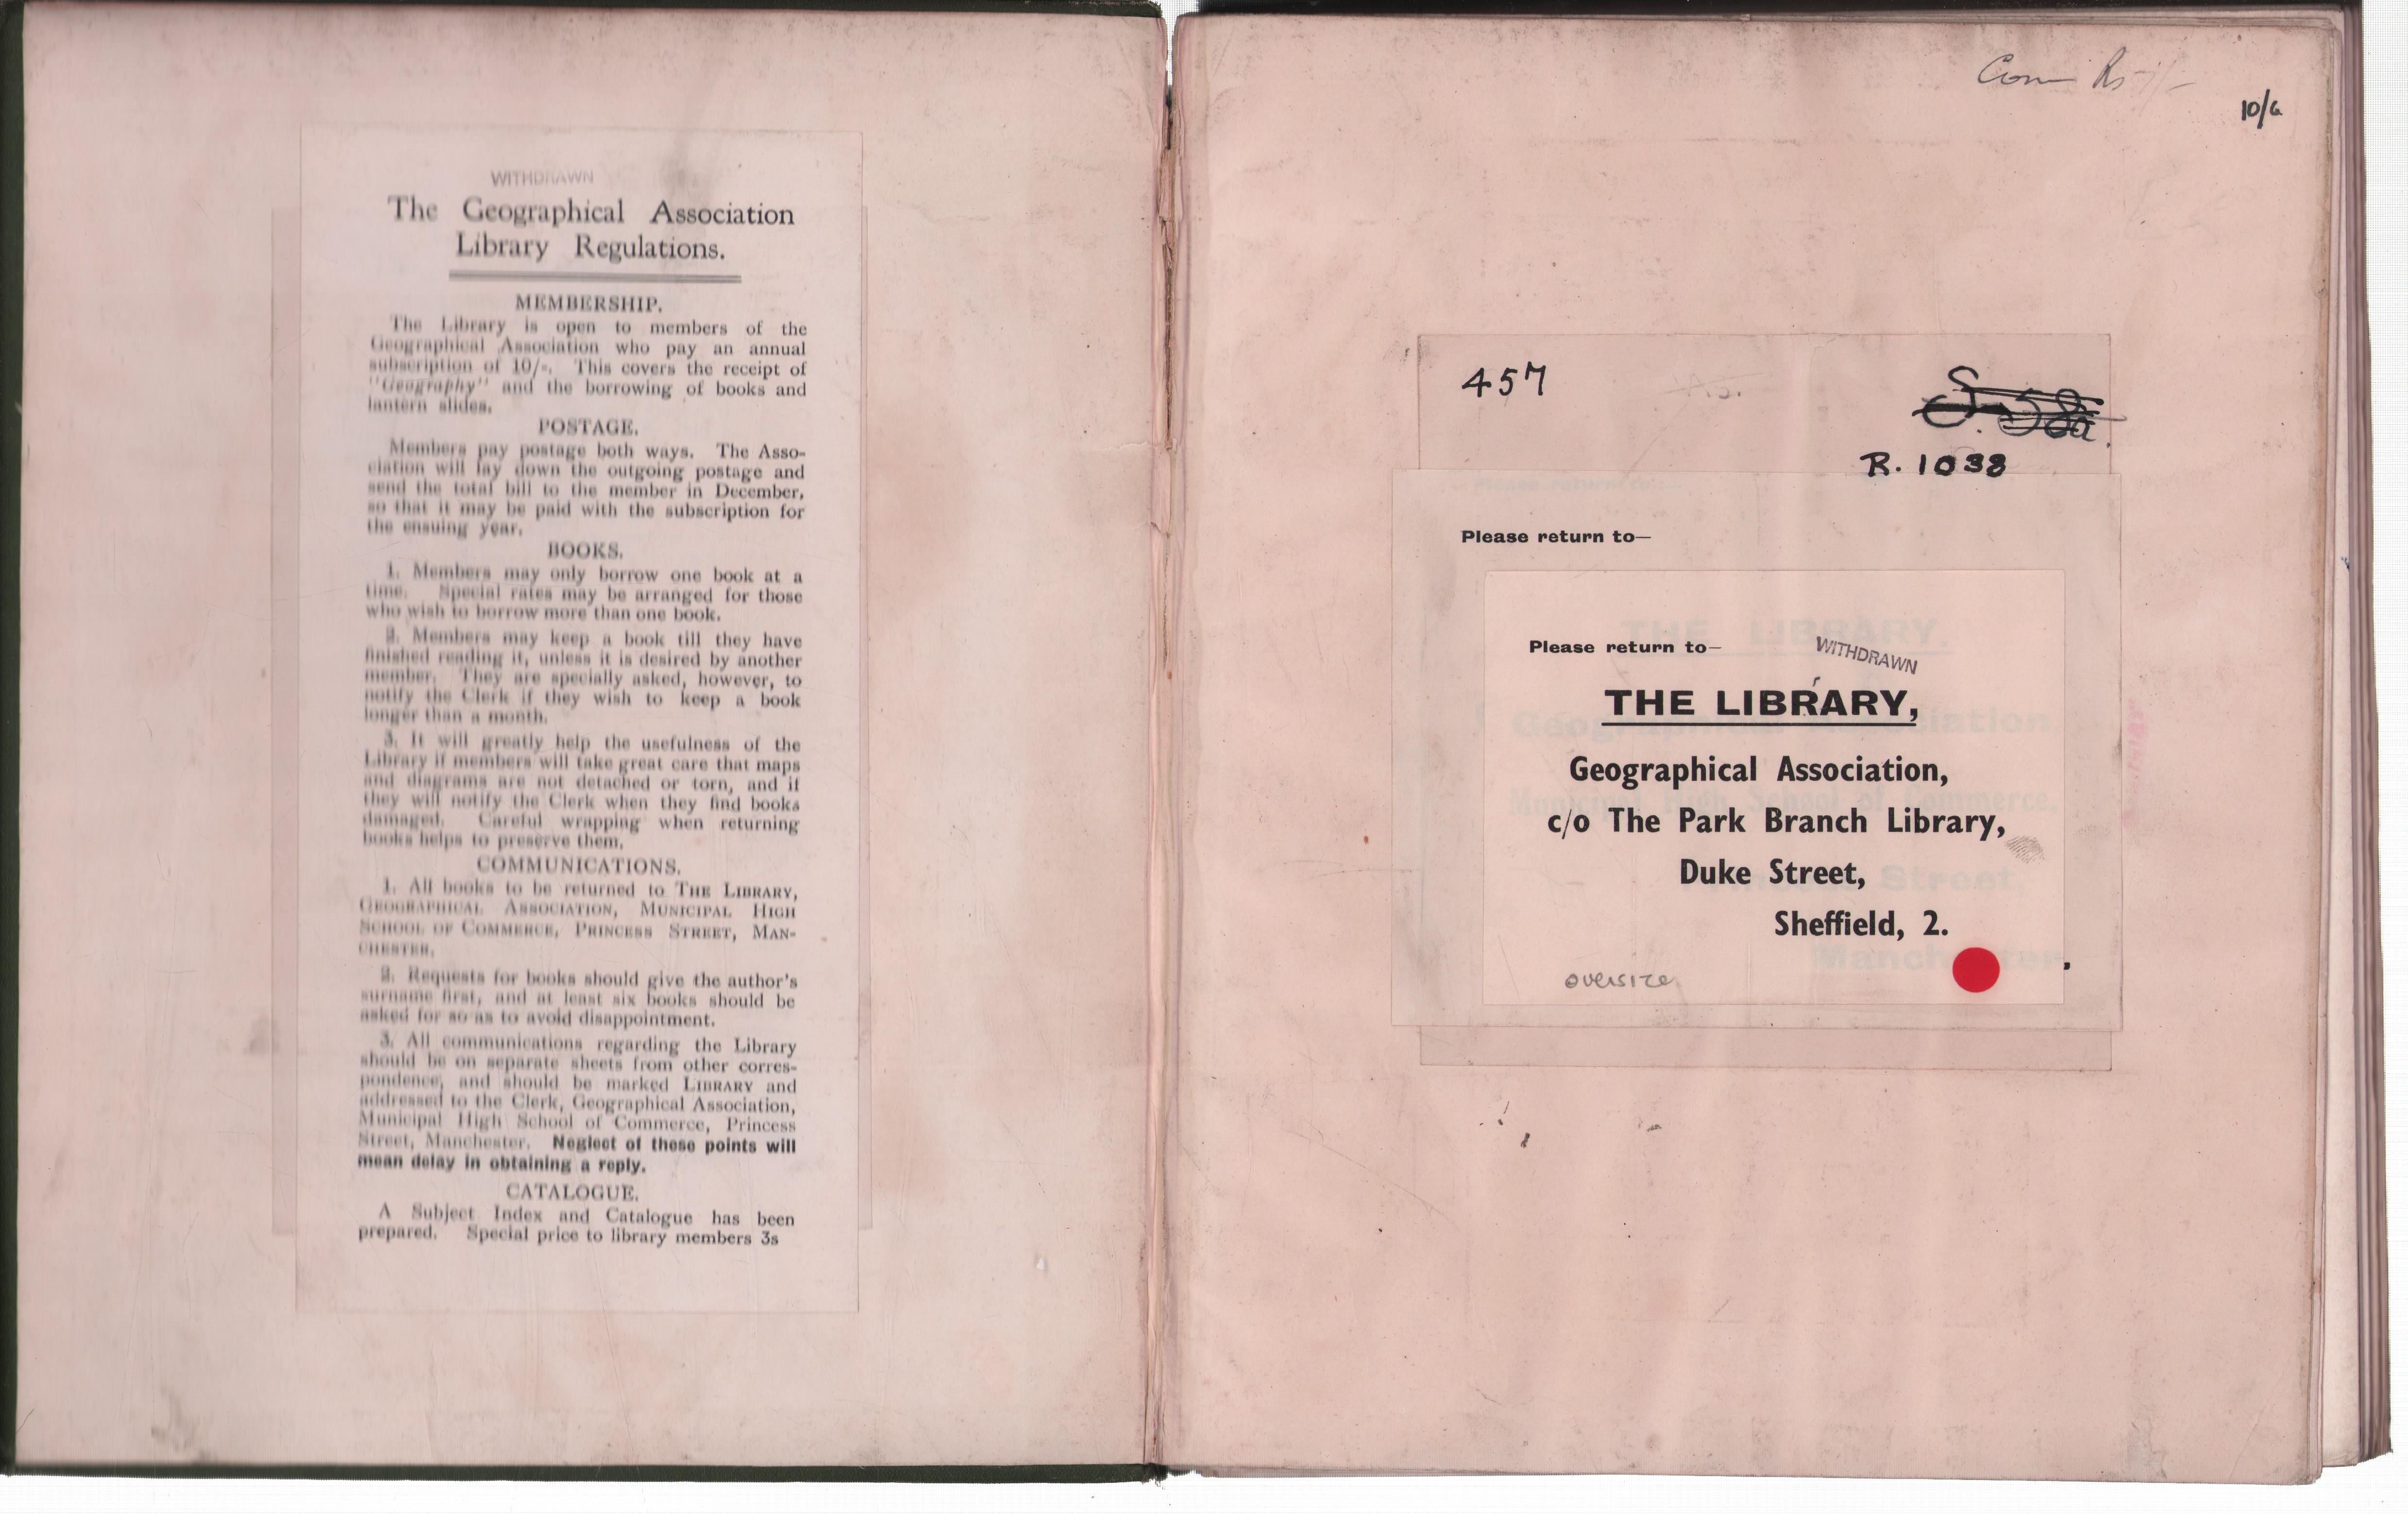 WITHDRAWN
The Geographical Association
Library Regulations.
MEMBERSHIP.
The Library is open to members of the
Geographical Association who pay an annual
subscription of 10/-. This covers the receipt of
"Geography" and the borrowing of books and
lantern slides.
POSTAGE.
Members pay postage both ways. The Asso-
ciation will lay down the outgoing postage and
send the total bill to the member in December,
so that it may be paid with the subscription for
the ensuing year.
BOOKS.
1. Members may only borrow one book at a
time. Special rates may be arranged for those
who wish to borrow more than one book.
2. Members may keep a book till they have
finished reading it, unless it is desired by another
member. They are specially asked, however, to
notify the Clerk if they wish to keep a book
longer than a month.
3. It will greatly help the usefulness of the
Library if members will take great care that maps
and diagrams are not detached or torn, and if
they will notify the Clerk when they find books
damaged. Careful wrapping when returning
books helps to preserve them.
COMMUNICATIONS.
1. All books to be returned to THE LIBRARY,
GEOGRAPHICAL ASSOCIATION, MUNICIPAL HIGH
SCHOOL OF COMMERCE, PRINCESS STREET, MAN-
CHESTER.
2. Requests for books should give the author's
surname first, and at least six books should be
asked for so as to avoid disappointment.
3. All communications regarding the Library
should be on separate sheets from other corres-
pondence, and should be marked LIBRARY and
addressed to the Clerk, Geographical Association,
Municipal High School of Commerce, Princess
Street, Manchester. Neglect of these points will
mean delay in obtaining a reply.
CATALOGUE.
A Subject Index and Catalogue has been
prepared. Special price to library members 3s
10/6
457
R. 1038
Please return to—
Please return to—
WITHDRAWN
THE LIBRARY,
Geographical Association,
c/o The Park Branch Library,
Duke Street,
Sheffield, 2.
oversize